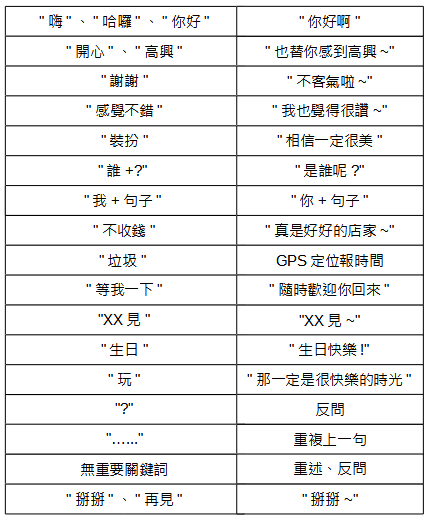 " 嗨 " 、 " 哈囉 " 、 " 你好 " " 你好啊 "
" 開心 " 、 " 高興 " " 也替你感到高興 ~"
" 謝謝 " " 不客氣啦 ~"
" 感覺不錯 " " 我也覺得很讚 ~"
" 裝扮 " " 相信一定很美 "
" 誰 +?" " 是誰呢 ?"
" 我 + 句子 " " 你 + 句子 "
" 不收錢 " " 真是好好的店家 ~"
" 垃圾 " GPS 定位報時間
" 等我一下 " " 隨時歡迎你回來 "
"XX 見 " "XX 見 ~"
" 生日 " " 生日快樂 !"
" 玩 " " 那一定是很快樂的時光 "
"?" 反問
"…..." 重複上一句
無重要關鍵詞 重述、反問
" 掰掰 " 、 " 再見 " " 掰掰 ~"